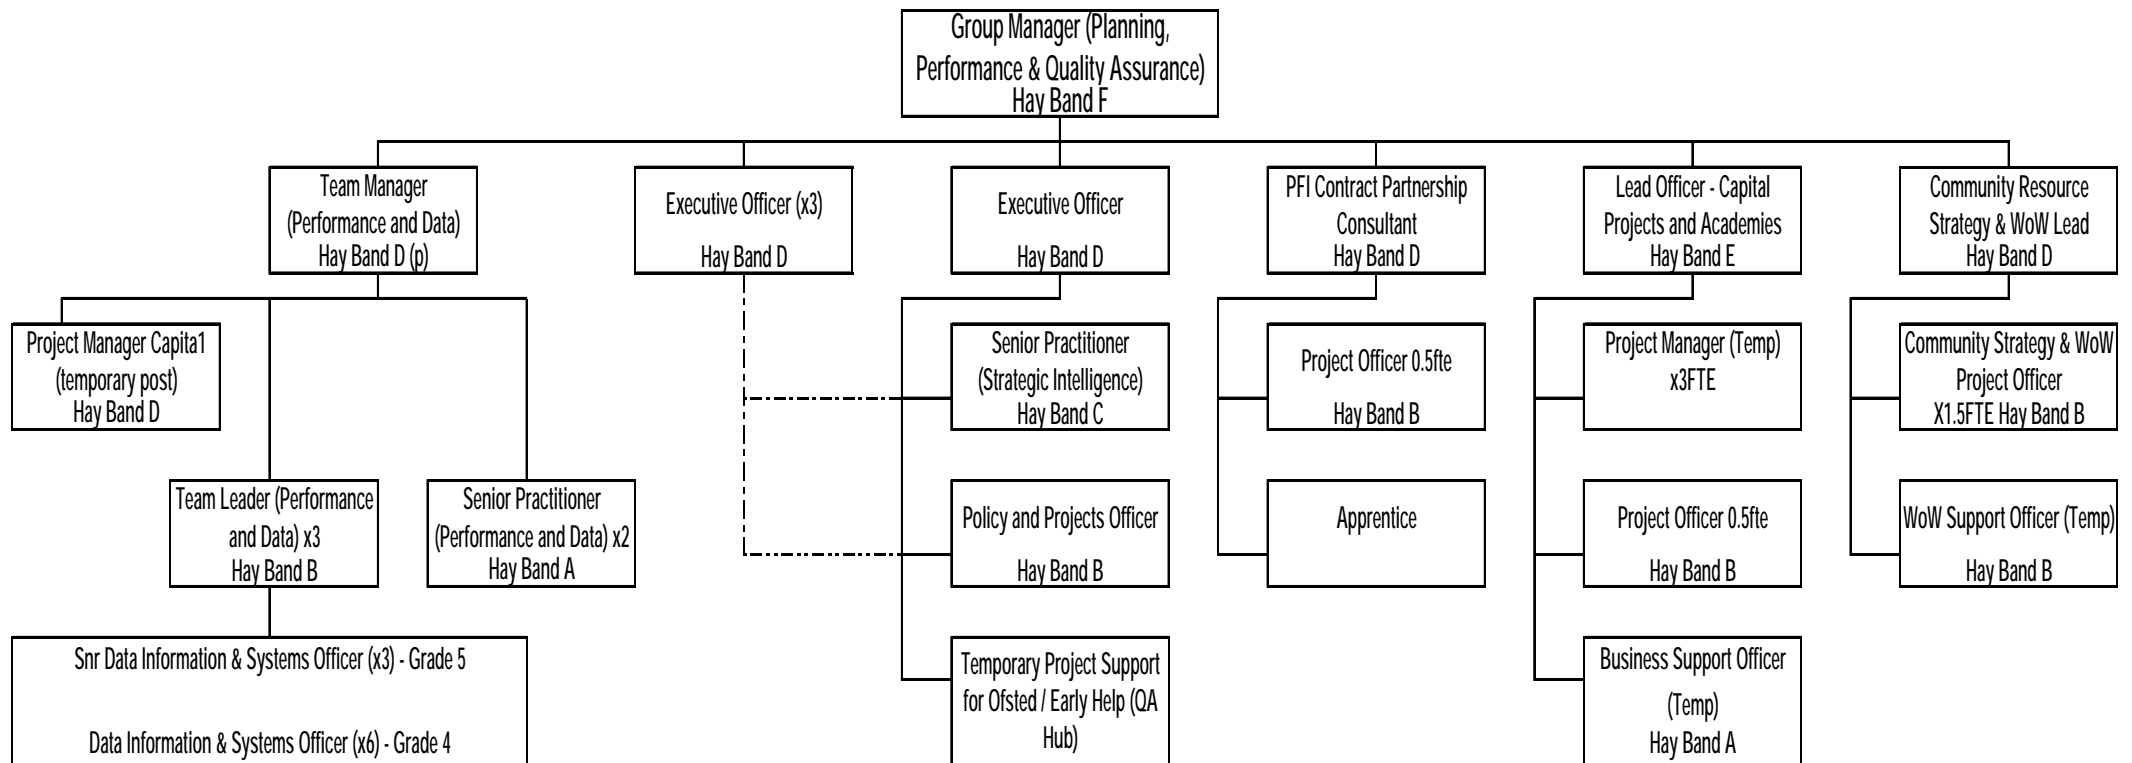 Group Manager (Planning,
Performance & Quality Assurance)
Hay Band F
Team Manager
(Performance and Data)
Hay Band D (p)
Executive Officer (x3)
Hay Band D
Executive Officer
Hay Band D
PFI Contract Partnership
Consultant
Hay Band D
Lead Officer - Capital
Projects and Academies
Hay Band E
Community Resource
Strategy & WoW Lead
Hay Band D
Project Manager Capita1
(temporary post)
Hay Band D
Senior Practitioner
(Strategic Intelligence)
Hay Band C
Project Officer 0.5fte
Hay Band B
Project Manager (Temp)
x3FTE
Community Strategy & WoW
Project Officer
X1.5FTE Hay Band B
Team Leader (Performance
and Data) x3
Hay Band B
Senior Practitioner
(Performance and Data) x2
Hay Band A
Policy and Projects Officer
Hay Band B
Apprentice
Project Officer 0.5fte
Hay Band B
WoW Support Officer (Temp)
Hay Band B
Snr Data Information & Systems Officer (x3) - Grade 5
Data Information & Systems Officer (x6) - Grade 4
Temporary Project Support
for Ofsted / Early Help (QA
Hub)
Business Support Officer
(Temp)
Hay Band A